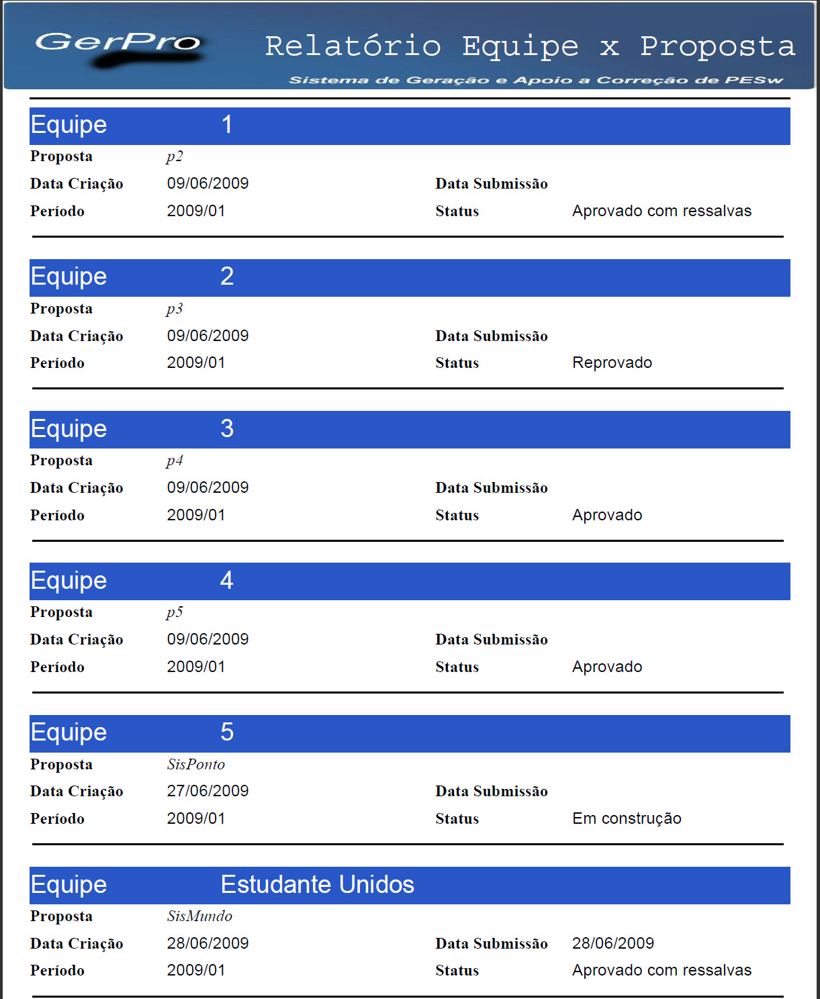 GerPro
Relatório Equipe x Proposta
Sistema de Geração e Apoio a Correção de PESw
Equipe 1
Proposta p2
Data Criação 09/06/2009 Data Submissão
Período 2009/01 Status Aprovado com ressalvas
Equipe 2
Proposta p3
Data Criação 09/06/2009 Data Submissão
Período 2009/01 Status Reprovado
Equipe 3
Proposta p4
Data Criação 09/06/2009 Data Submissão
Período 2009/01 Status Aprovado
Equipe 4
Proposta p5
Data Criação 09/06/2009 Data Submissão
Período 2009/01 Status Aprovado
Equipe 5
Proposta SisPonto
Data Criação 27/06/2009 Data Submissão
Período 2009/01 Status Em construção
Equipe Estudante Unidos
Proposta SisMundo
Data Criação 28/06/2009 Data Submissão 28/06/2009
Período 2009/01 Status Aprovado com ressalvas